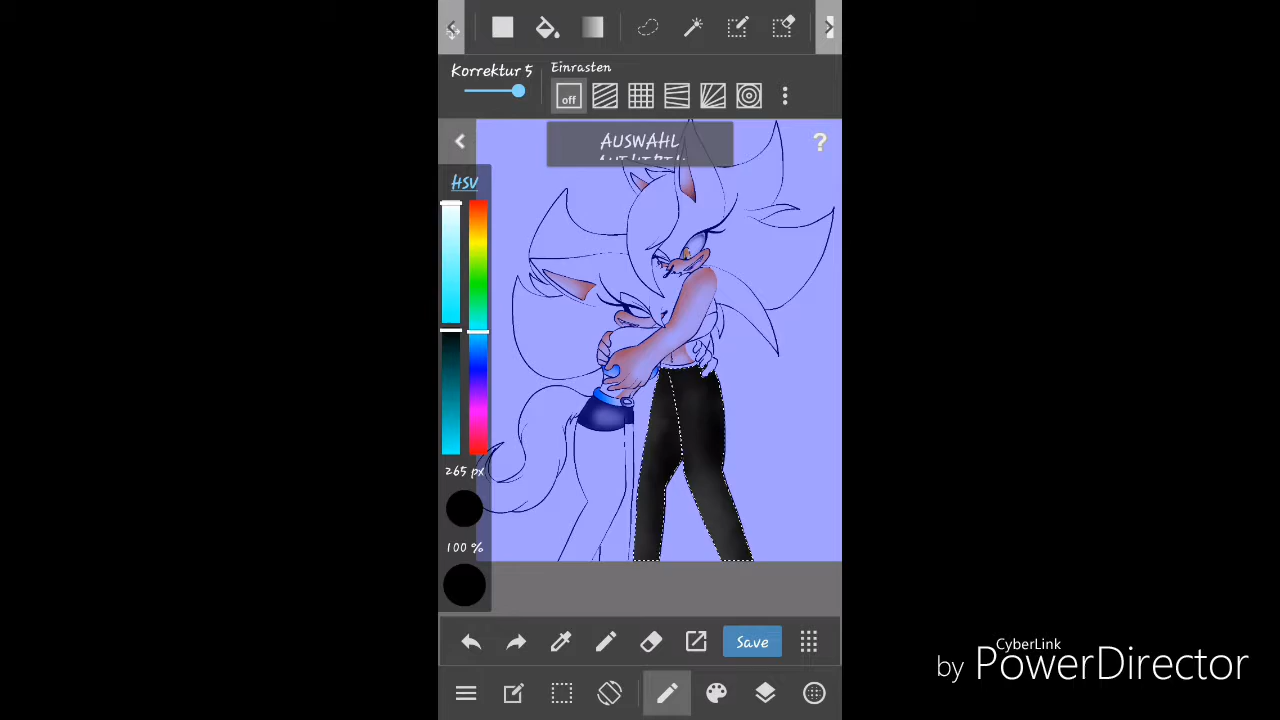 Korrektur 5
Einrasten
off
AUSWAHL
?
HSV
265 px
100 %
Save
CyberLink
by PowerDirector